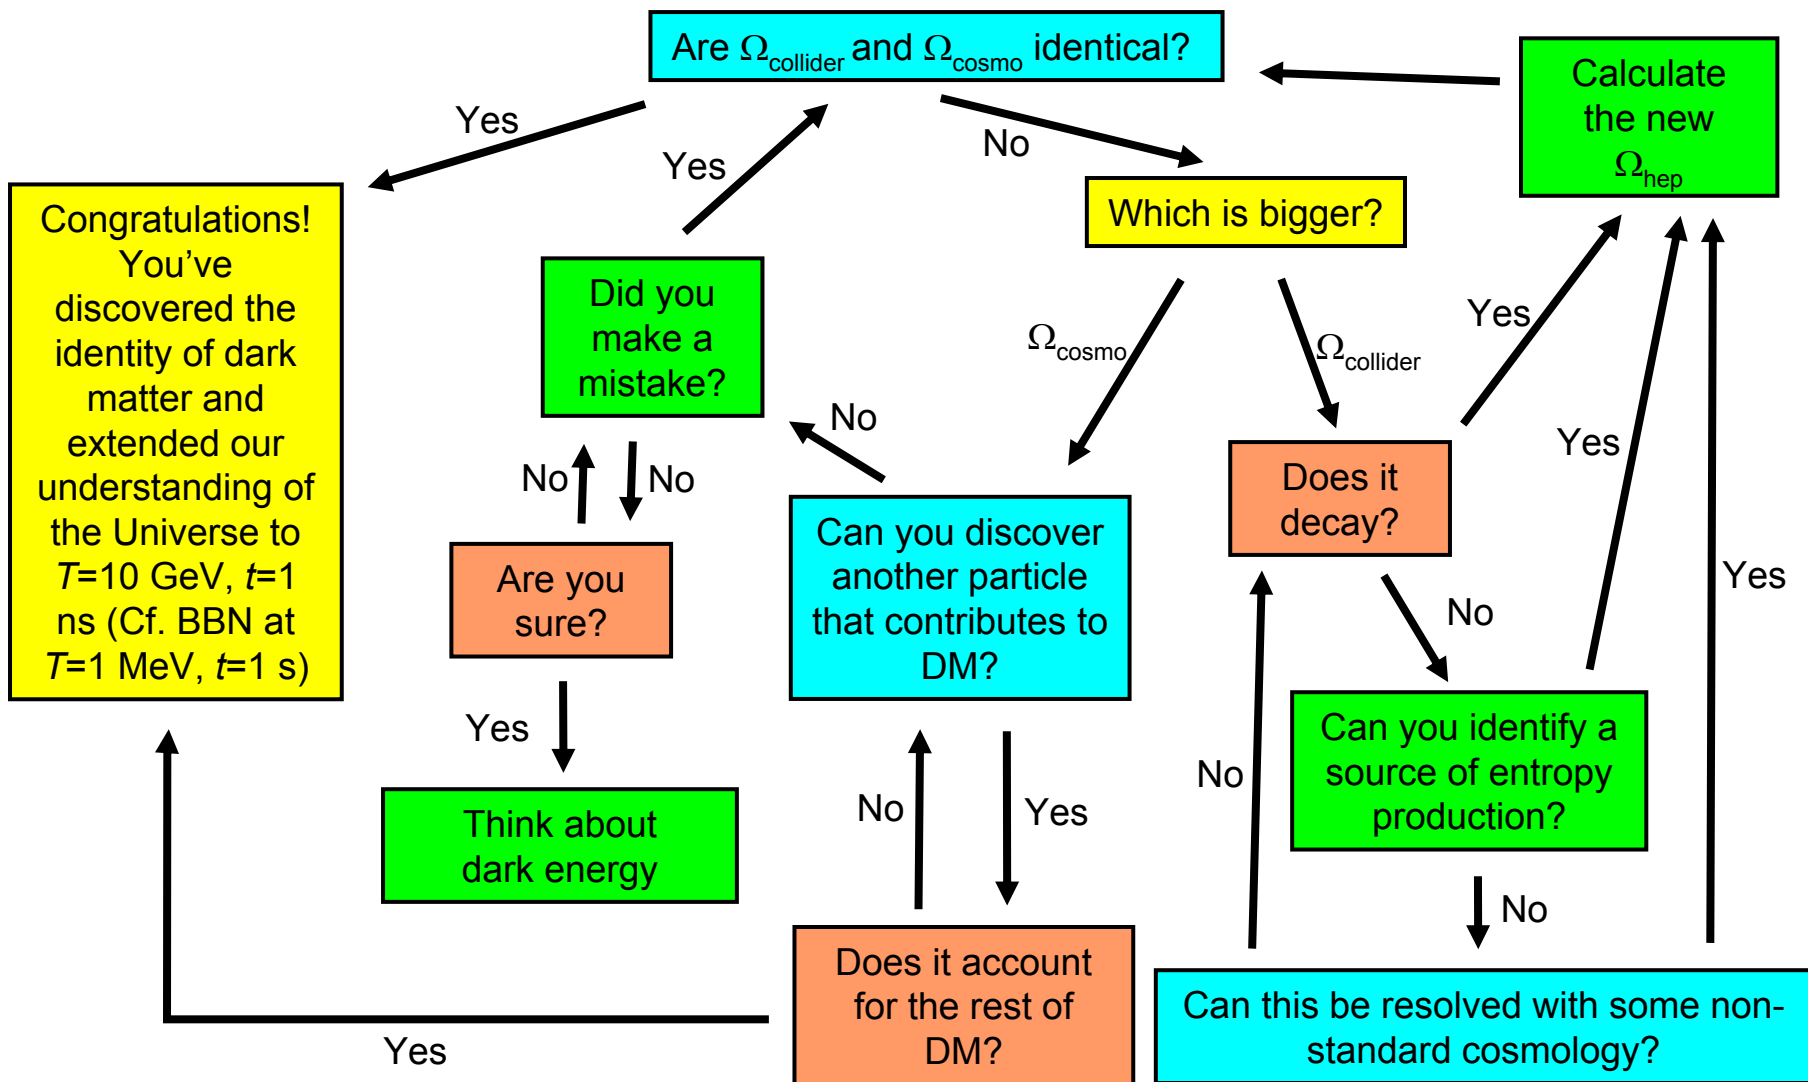 Are Ω_collider and Ω_cosmo identical?
Calculate
the new
Ω_hep
Yes
Yes
No
Congratulations!
You’ve
discovered the
identity of dark
matter and
extended our
understanding of
the Universe to
T=10 GeV, t=1
ns (Cf. BBN at
T=1 MeV, t=1 s)
Which is bigger?
Did you
make a
mistake?
Ω_cosmo
Ω_collider
Yes
No
Yes
No
No
Does it
decay?
Are you
sure?
Can you discover
another particle
that contributes to
DM?
No
Yes
Yes
Can you identify a
source of entropy
production?
No
Think about
dark energy
No
Yes
No
Does it account
for the rest of
DM?
Can this be resolved with some non-
standard cosmology?
Yes